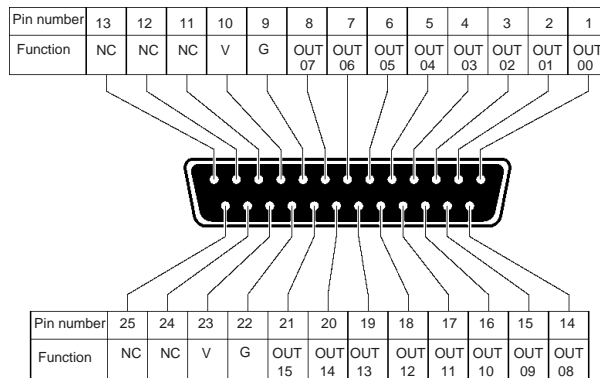 Pin number 13 12 11 10 9 8 7 6 5 4 3 2 1
Function NC NC NC V G OUT OUT OUT OUT OUT OUT OUT OUT
07 06 05 04 03 02 01 00
Pin number 25 24 23 22 21 20 19 18 17 16 15 14
Function NC NC V G OUT OUT OUT OUT OUT OUT OUT OUT
15 14 13 12 11 10 09 08